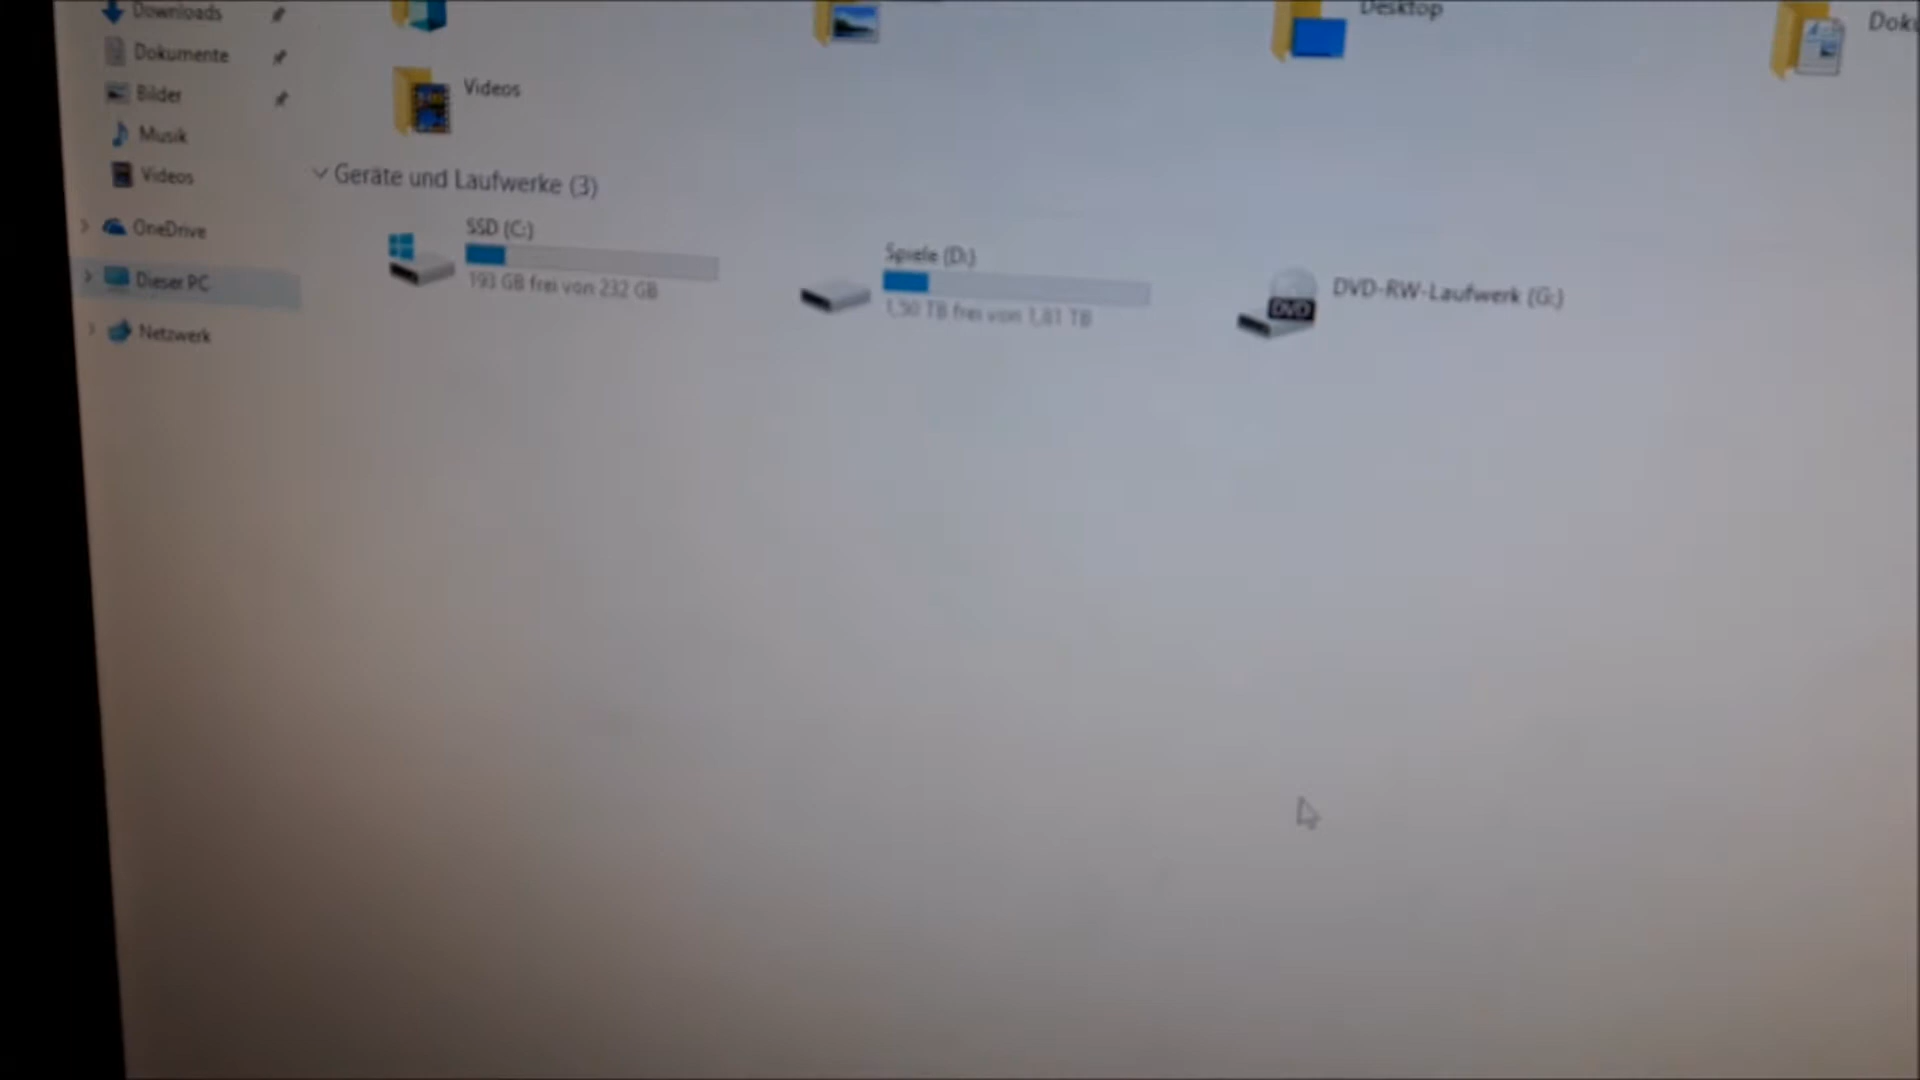 Downloads
Dokumente
Bilder
Musik
Videos
OneDrive
Dieser PC
Netzwerk
Desktop
Videos
Geräte und Laufwerke (3)
SSD (C:)
193 GB frei von 232 GB
Spiele (D:)
1,50 TB frei von 1,81 TB
DVD-RW-Laufwerk (G:)
DVD